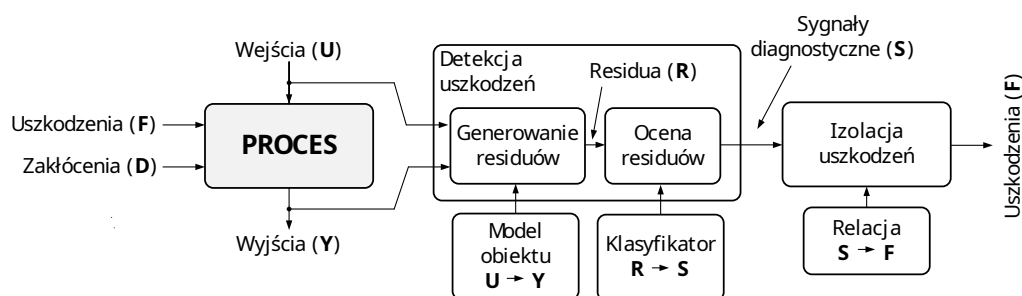 Sygnały
diagnostyczne (S)
Wejścia (U)
Detekcja
uszkodzeń
Residua (R)
Uszkodzenia (F)
Zakłócenia (D)
PROCES
Generowanie
residuów
Ocena
residuów
Izolacja
uszkodzeń
Uszkodzenia (F)
Wyjścia (Y)
Model
obiektu
U → Y
Klasyfikator
R → S
Relacja
S → F